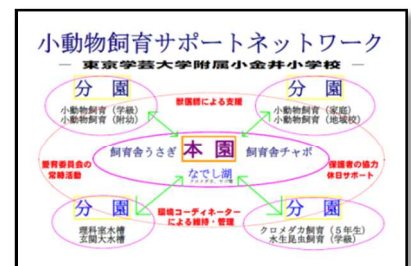 小動物飼育サポートネットワーク
― 東京学芸大学附属小金井小学校 ―
分 園
小動物飼育（学級）
小動物飼育（附幼）
獣医師による支援
分 園
小動物飼育（家庭）
小動物飼育（地域校）
飼育舎うさぎ
本 園
飼育舎チャボ
なでし湖
愛育委員会の
常時活動
保護者の協力
休日サポート
環境コーディネーター
による維持・管理
分 園
理科室水槽
玄関大水槽
分 園
クロメダカ飼育（５年生）
水生昆虫飼育（学級）